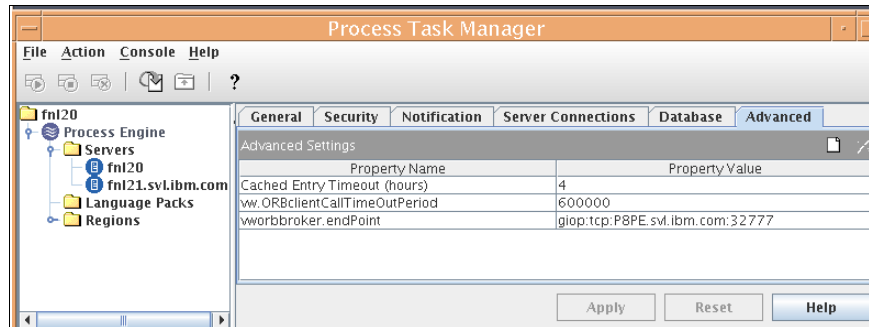 Process Task Manager
File Action Console Help
?
fnl20
Process Engine
Servers
fnl20
fnl21.svl.ibm.com
Language Packs
Regions
General Security Notification Server Connections Database Advanced
Advanced Settings
Property Name Property Value
Cached Entry Timeout (hours) 4
vw.ORBclientCallTimeOutPeriod 600000
vworbbroker.endPoint giop:tcp:P8PE.svl.ibm.com:32777
Apply Reset Help